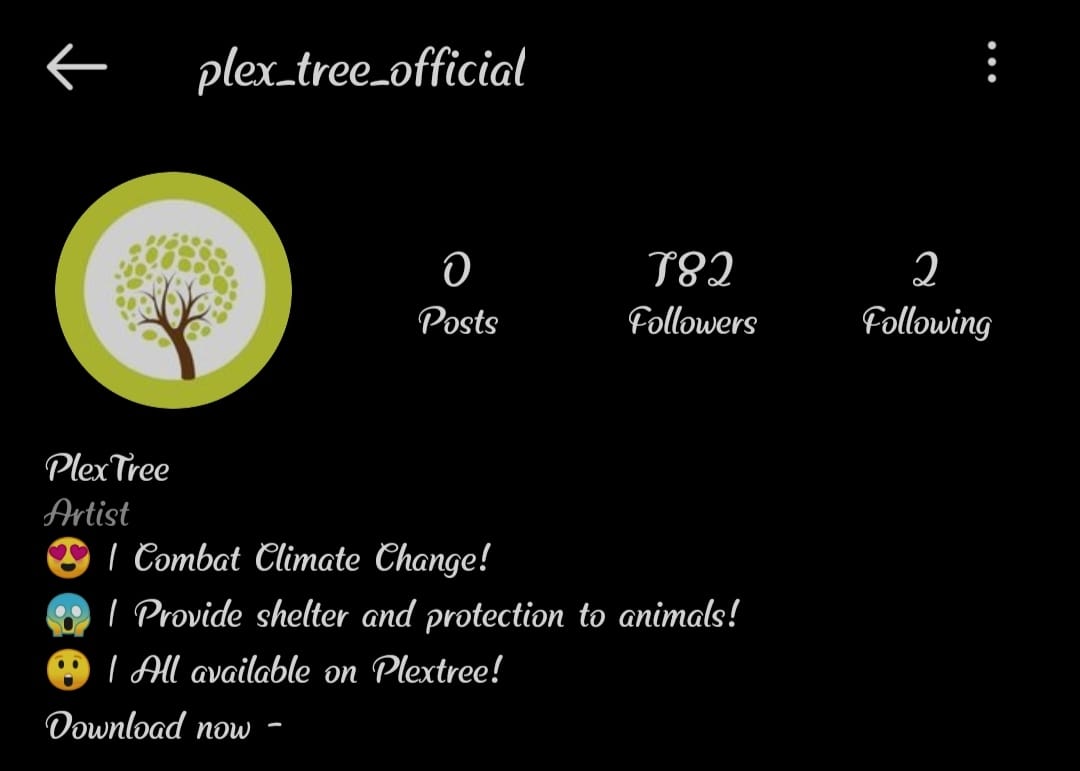 plex_tree_official
0 782 2
Posts Followers Following
PlexTree
Artist
😍 | Combat Climate Change!
😱 | Provide shelter and protection to animals!
😲 | All available on Plextree!
Download now -